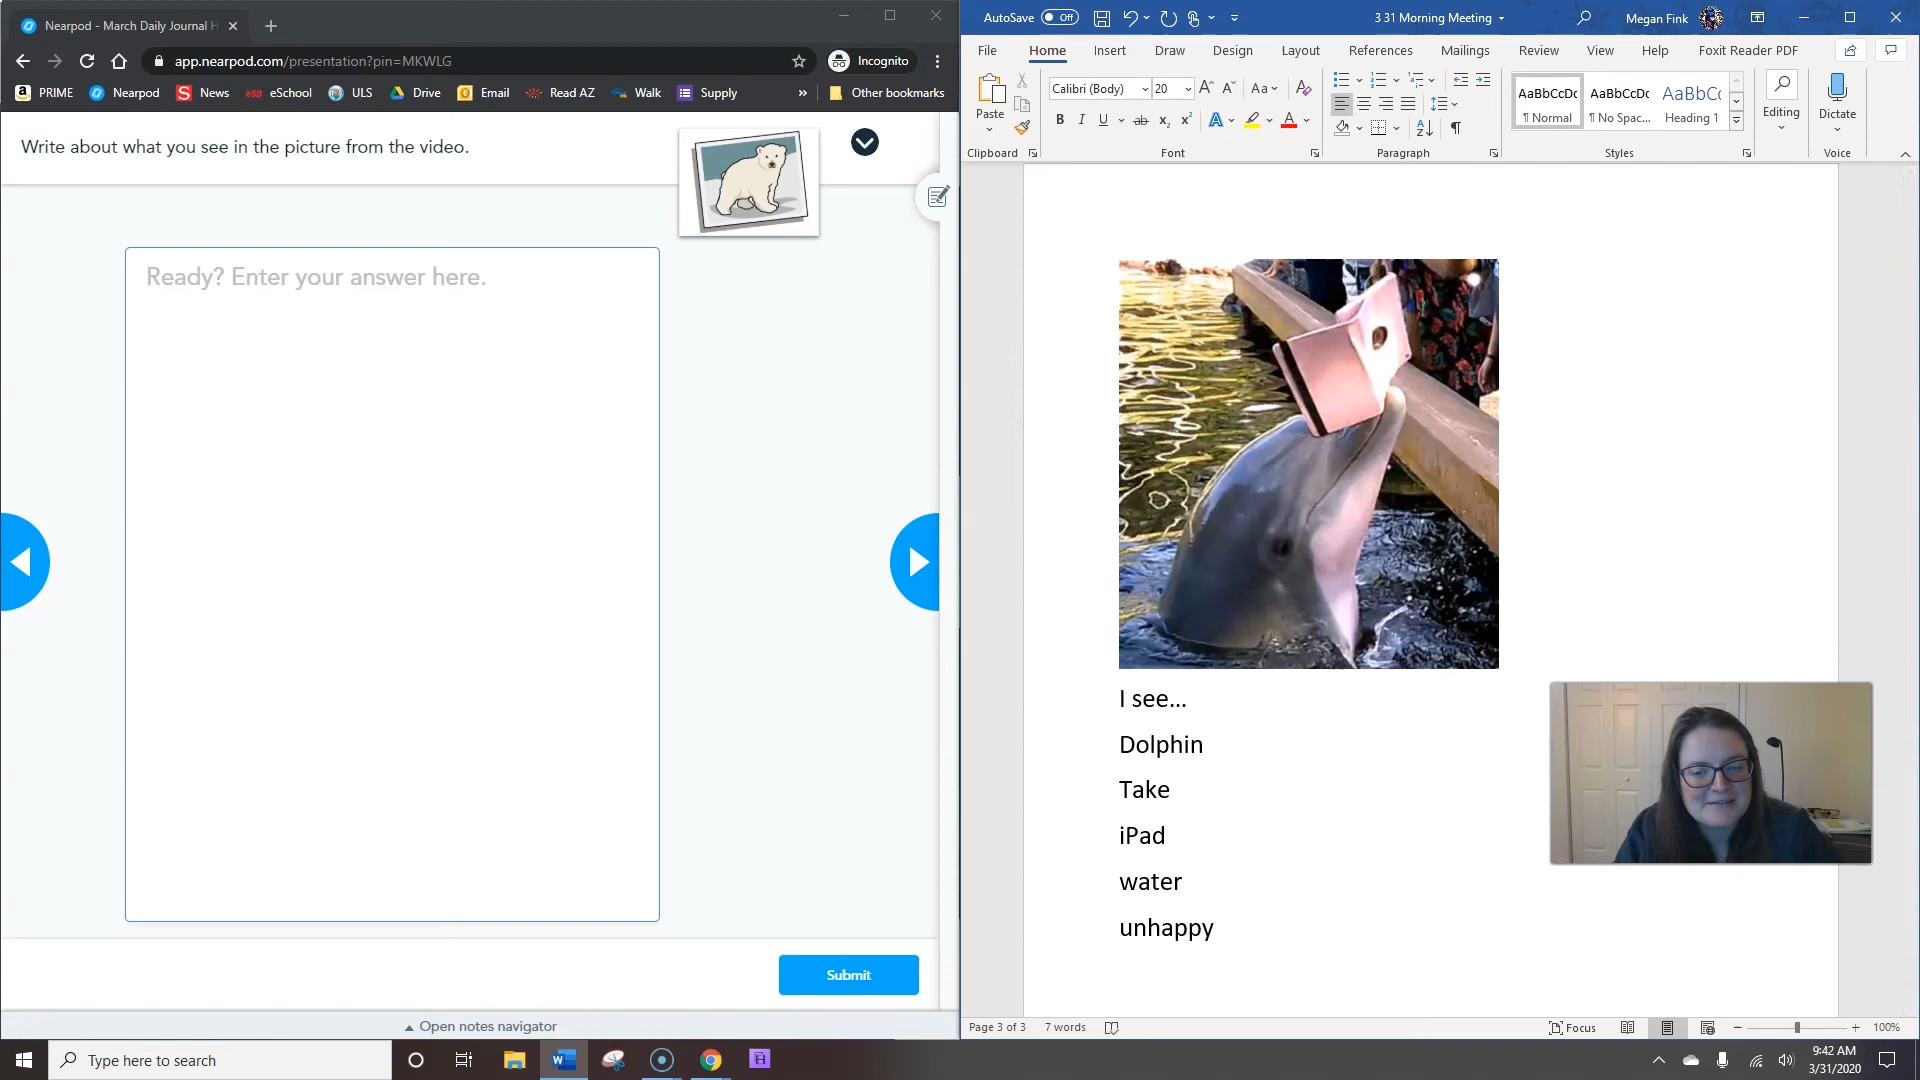 Nearpod - March Daily Journal H
app.nearpod.com/presentation?pin=MKWLG
Incognito
PRIME
Nearpod
News
eSchool
ULS
Drive
Email
Read AZ
Walk
Supply
»
Other bookmarks
Write about what you see in the picture from the video.
Ready? Enter your answer here.
Submit
Open notes navigator
AutoSave Off
3 31 Morning Meeting
Megan Fink
File Home Insert Draw Design Layout References Mailings Review View Help Foxit Reader PDF
Paste
Clipboard
Calibri (Body) 20
Font
Paragraph
AaBbCcDc AaBbCcDc AaBbCc
¶ Normal ¶ No Spac... Heading 1
Styles
Editing
Dictate
Voice
I see...
Dolphin
Take
iPad
water
unhappy
Page 3 of 3 7 words
Focus
100%
Type here to search
9:42 AM
3/31/2020